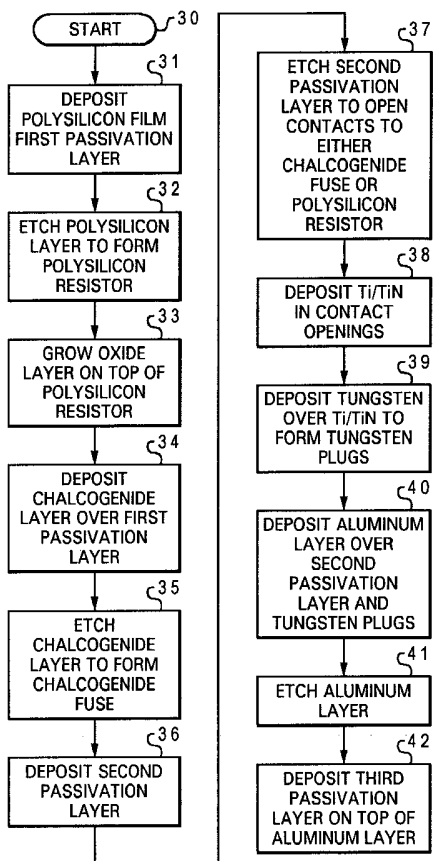 START
30
31
DEPOSIT
POLYSILICON FILM
FIRST PASSIVATION
LAYER
32
ETCH POLYSILICON
LAYER TO FORM
POLYSILICON
RESISTOR
33
GROW OXIDE
LAYER ON TOP OF
POLYSILICON
RESISTOR
34
DEPOSIT
CHALCOGENIDE
LAYER OVER FIRST
PASSIVATION
LAYER
35
ETCH
CHALCOGENIDE
LAYER TO FORM
CHALCOGENIDE
FUSE
36
DEPOSIT SECOND
PASSIVATION
LAYER
37
ETCH SECOND
PASSIVATION
LAYER TO OPEN
CONTACTS TO
EITHER
CHALCOGENIDE
FUSE OR
POLYSILICON
RESISTOR
38
DEPOSIT Ti/TiN
IN CONTACT
OPENINGS
39
DEPOSIT TUNGSTEN
OVER Ti/TiN TO
FORM TUNGSTEN
PLUGS
40
DEPOSIT ALUMINUM
LAYER OVER
SECOND
PASSIVATION
LAYER AND
TUNGSTEN PLUGS
41
ETCH ALUMINUM
LAYER
42
DEPOSIT THIRD
PASSIVATION
LAYER ON TOP OF
ALUMINUM LAYER